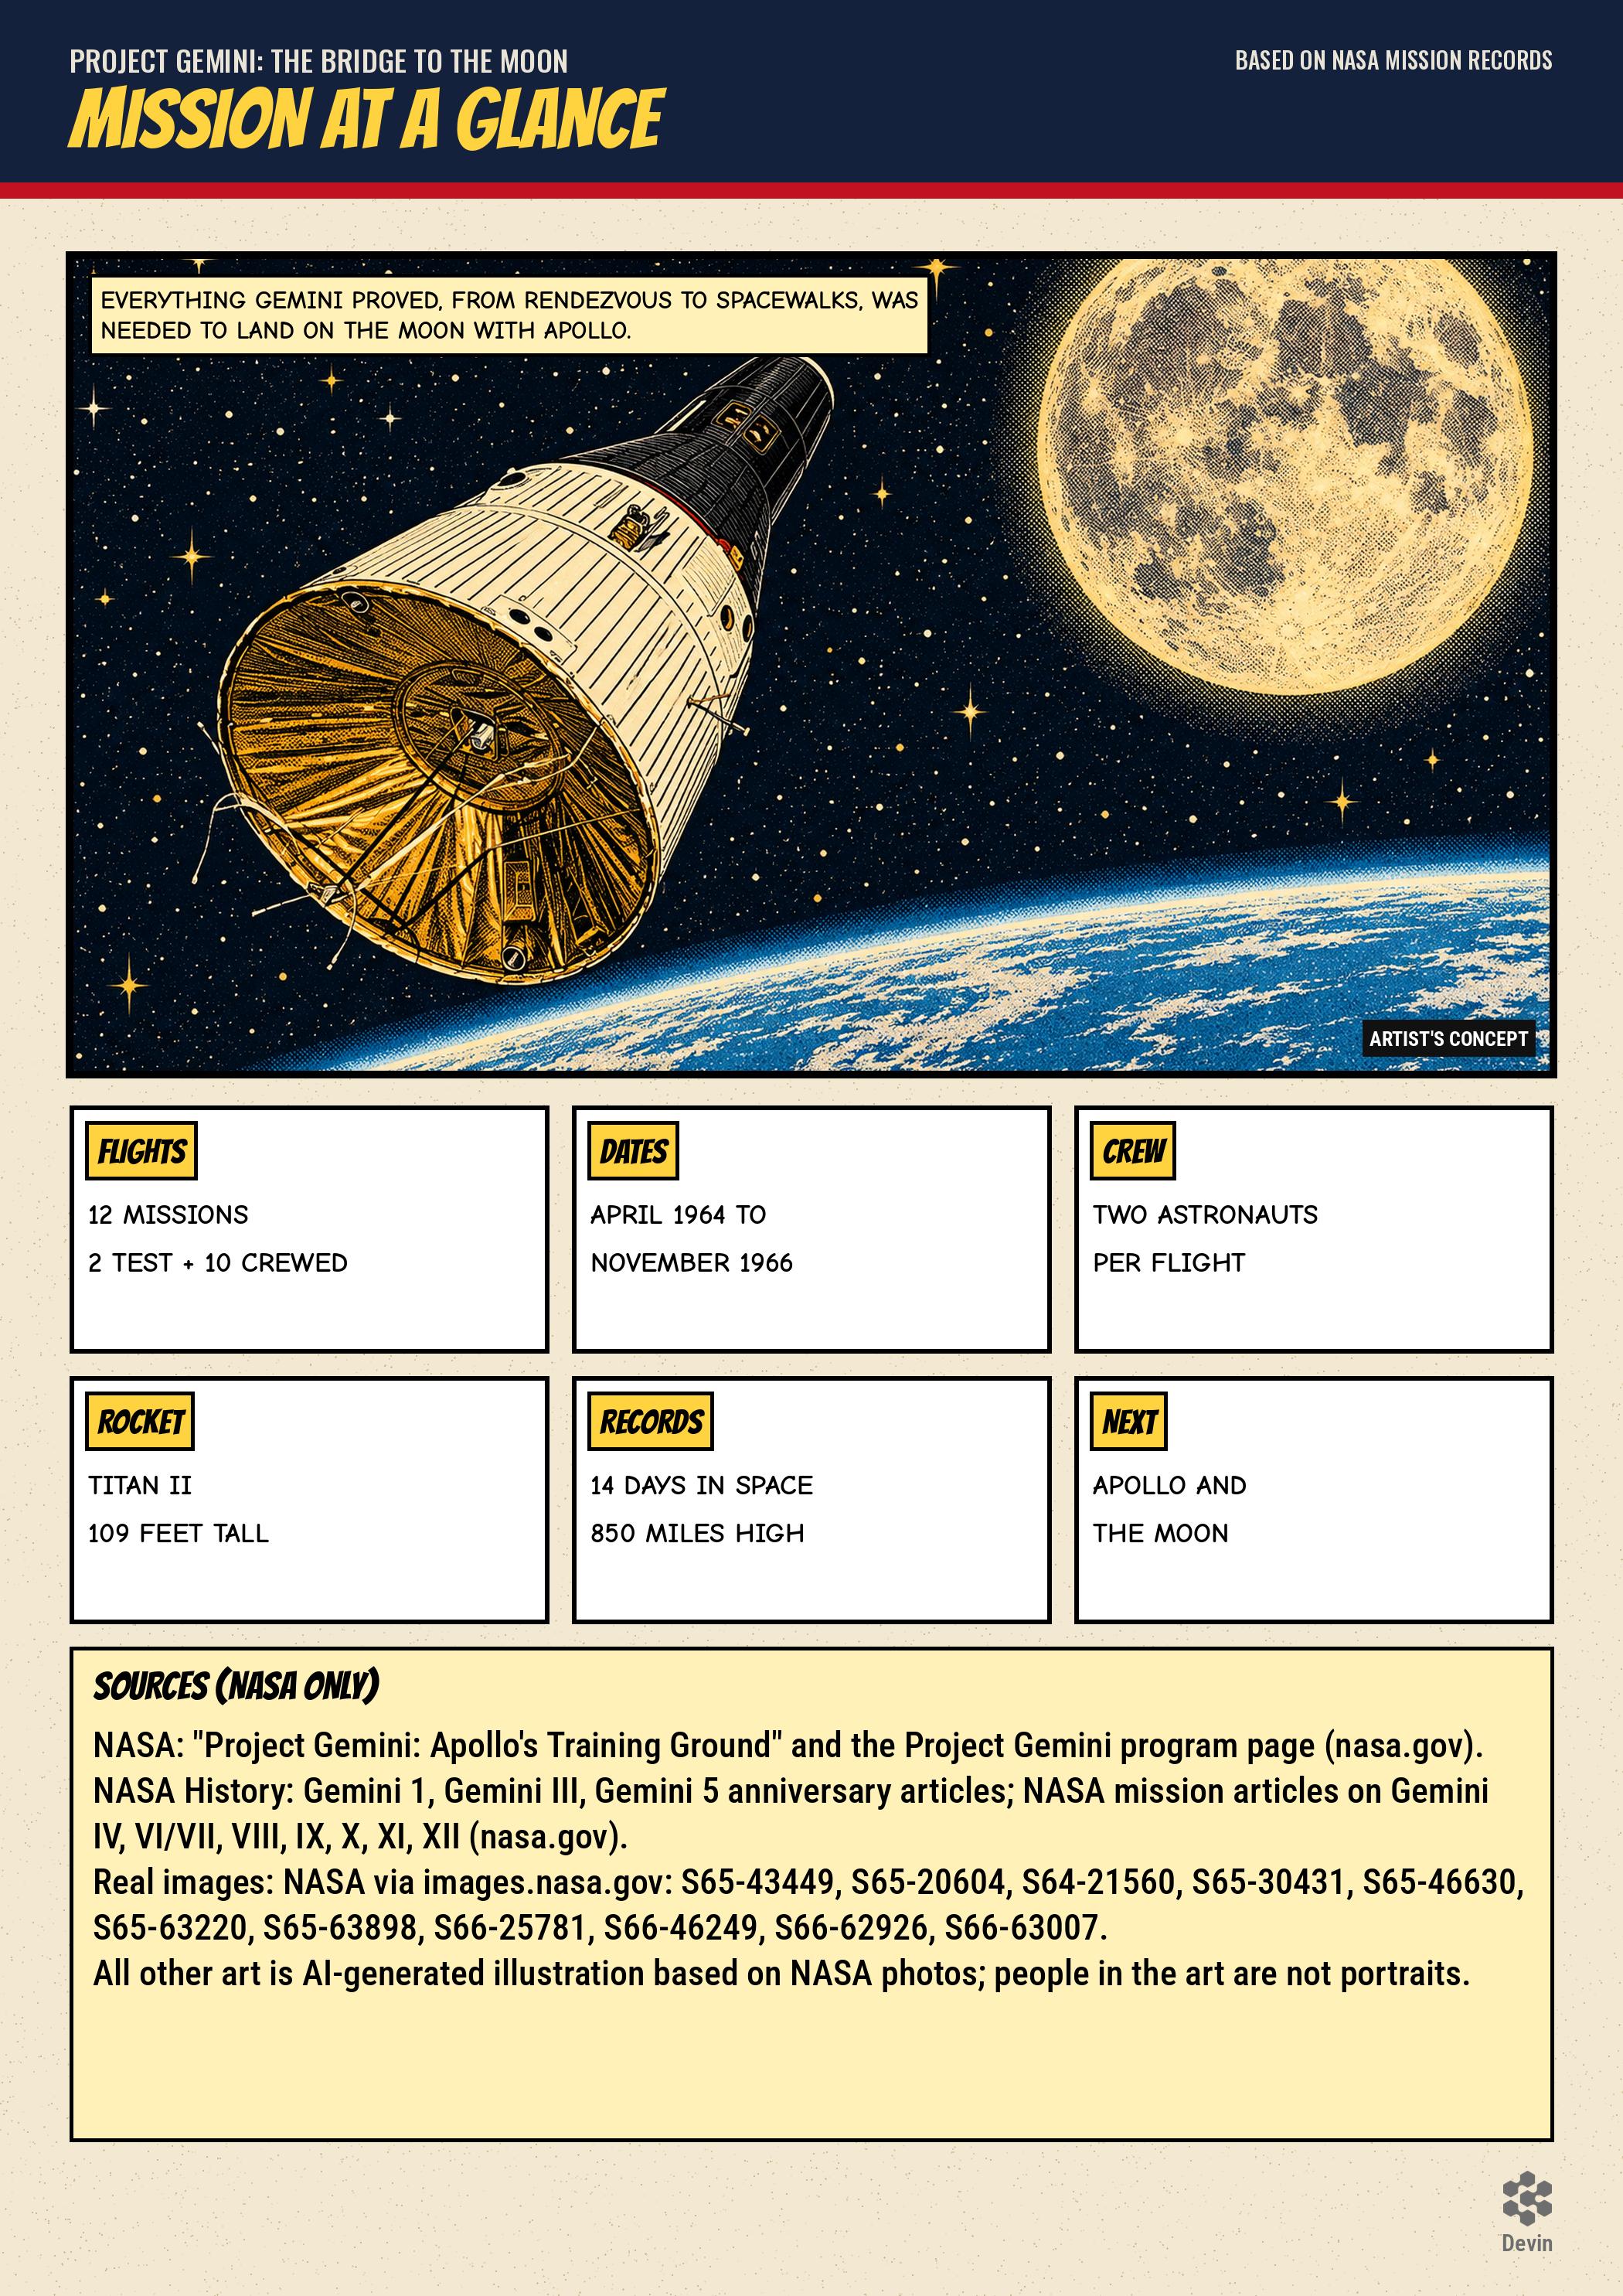 PROJECT GEMINI: THE BRIDGE TO THE MOON
BASED ON NASA MISSION RECORDS
MISSION AT A GLANCE
EVERYTHING GEMINI PROVED, FROM RENDEZVOUS TO SPACEWALKS, WAS
NEEDED TO LAND ON THE MOON WITH APOLLO.
ARTIST'S CONCEPT
FLIGHTS
12 MISSIONS
2 TEST + 10 CREWED
DATES
APRIL 1964 TO
NOVEMBER 1966
CREW
TWO ASTRONAUTS
PER FLIGHT
ROCKET
TITAN II
109 FEET TALL
RECORDS
14 DAYS IN SPACE
850 MILES HIGH
NEXT
APOLLO AND
THE MOON
SOURCES (NASA ONLY)
NASA: "Project Gemini: Apollo's Training Ground" and the Project Gemini program page (nasa.gov).
NASA History: Gemini 1, Gemini III, Gemini 5 anniversary articles; NASA mission articles on Gemini
IV, VI/VII, VIII, IX, X, XI, XII (nasa.gov).
Real images: NASA via images.nasa.gov: S65-43449, S65-20604, S64-21560, S65-30431, S65-46630,
S65-63220, S65-63898, S66-25781, S66-46249, S66-62926, S66-63007.
All other art is AI-generated illustration based on NASA photos; people in the art are not portraits.
Devin